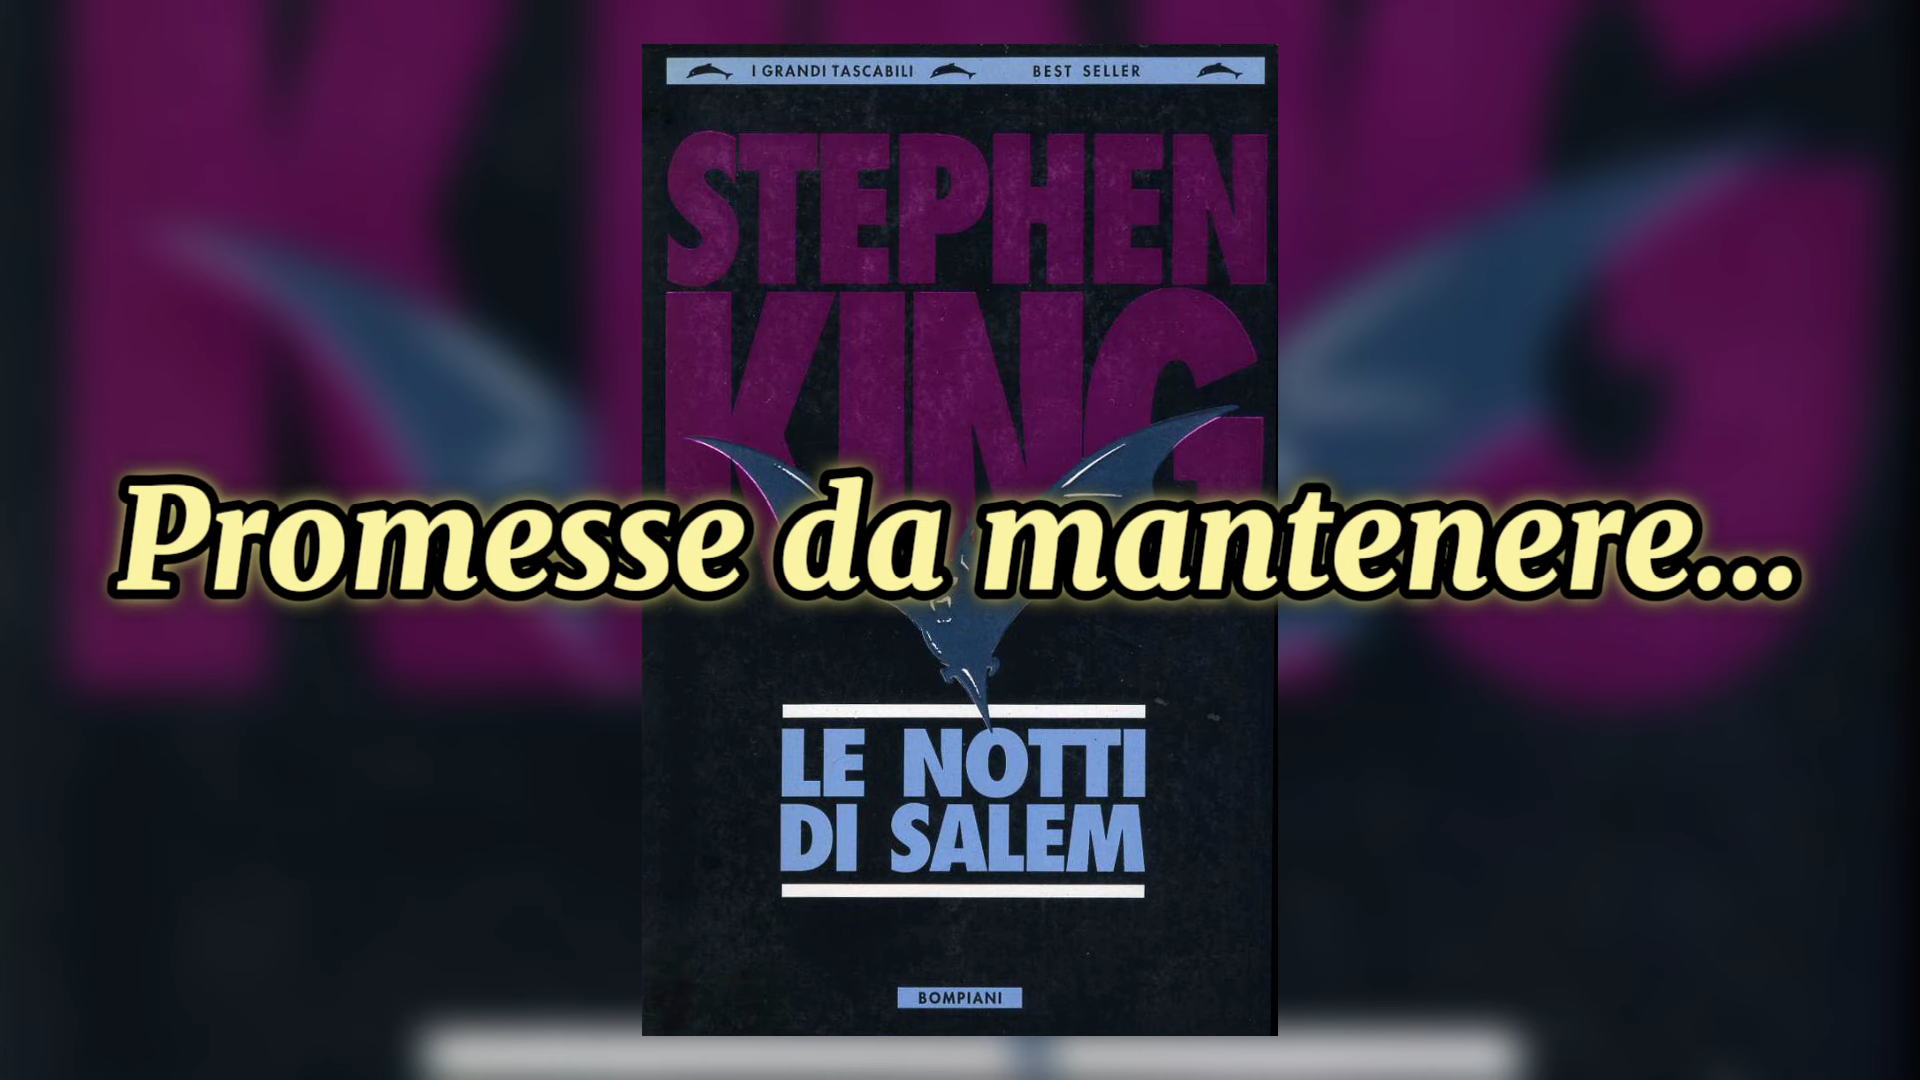 I GRANDI TASCABILI BEST SELLER
STEPHEN
KING
Promesse da mantenere...
LE NOTTI
DI SALEM
BOMPIANI